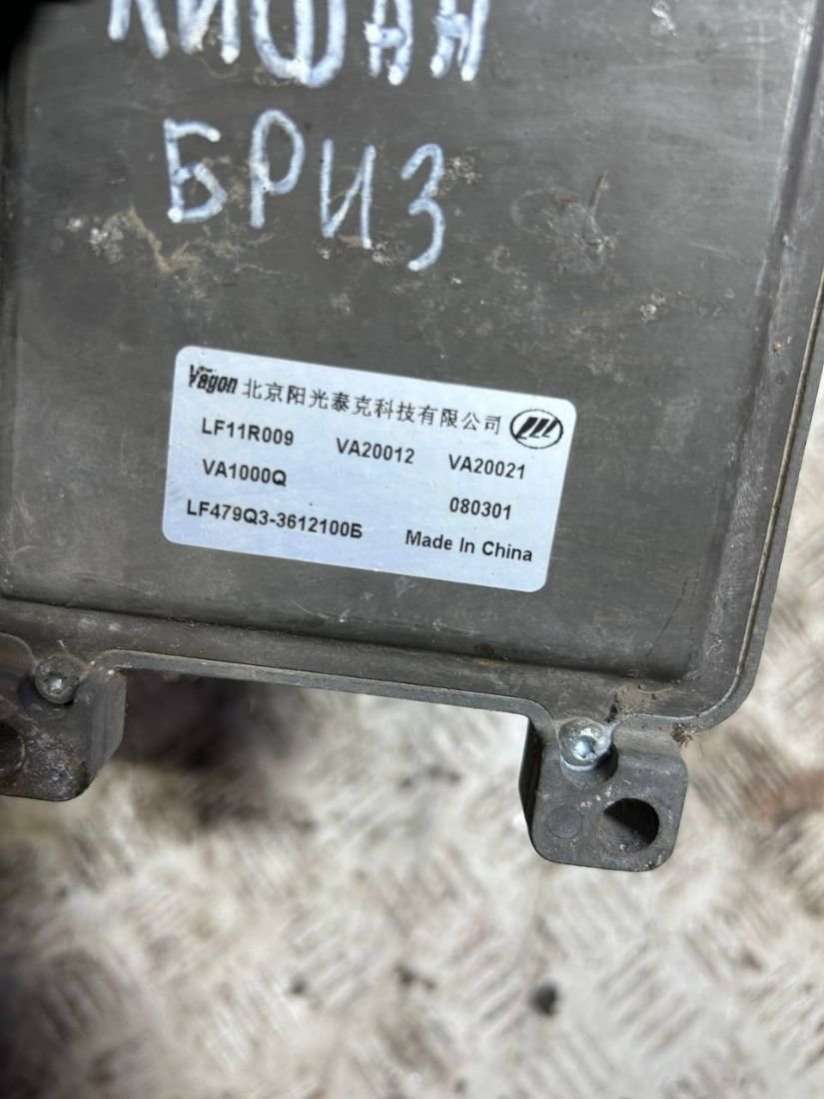 ЛИФАН
БРИЗ
Vagon 北京阳光泰克科技有限公司
LF11R009 VA20012 VA20021
VA1000Q 080301
LF479Q3-3612100Б Made In China